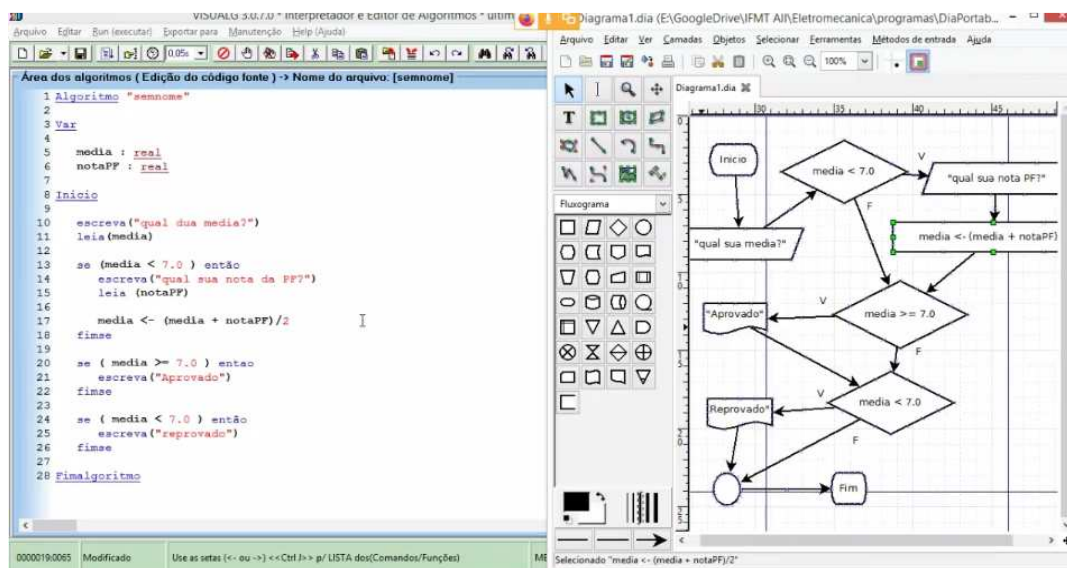 VISUALG 3.0.7.0 * Interpretador e Editor de Algoritmos * últim
Arquivo Editar Run (executar) Exportar para Manutenção Help (Ajuda)
0,05s
Área dos algoritmos ( Edição do código fonte ) -> Nome do arquivo: [semnome]
1 Algoritmo "semnome"
2
3 Var
4
5 media : real
6 notaPF : real
7
8 Inicio
9
10 escreva("qual dua media?")
11 leia(media)
12
13 se (media < 7.0 ) então
14 escreva("qual sua nota da PF?")
15 leia (notaPF)
16
17 media <- (media + notaPF)/2
18 fimse
19
20 se ( media >= 7.0 ) entao
21 escreva("Aprovado")
22 fimse
23
24 se ( media < 7.0 ) então
25 escreva("reprovado")
26 fimse
27
28 Fimalgoritmo
0000019:0065 Modificado Use as setas (<- ou ->) <<Ctrl J>> p/ LISTA dos(Comandos/Funções)
Diagrama1.dia (E:\GoogleDrive\IFMT All\Eletromecanica\programas\DiaPortab...
Arquivo Editar Ver Camadas Objetos Selecionar Ferramentas Métodos de entrada Ajuda
100%
Diagrama1.dia
T
Fluxograma
30 35 40 45
Inicio
media < 7.0
V
"qual sua nota PF?"
F
"qual sua media?"
media <- (media + notaPF)
"Aprovado"
V
media >= 7.0
F
Reprovado"
V
media < 7.0
F
Fim
Selecionado "media <- (media + notaPF)/2"